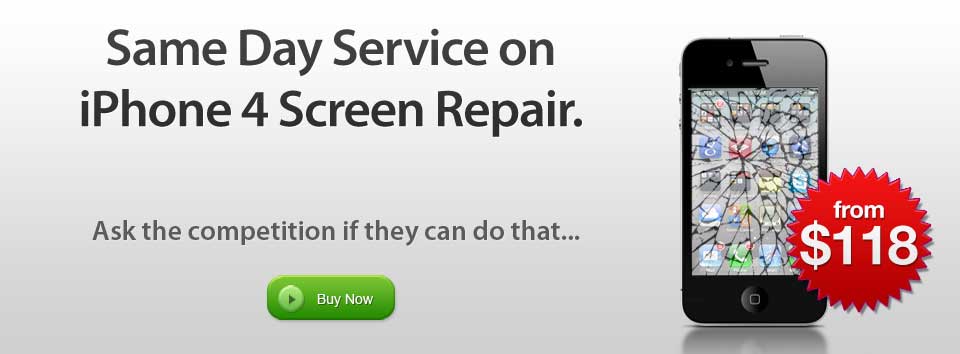 Same Day Service on
iPhone 4 Screen Repair.
Ask the competition if they can do that...
Buy Now
from
$118